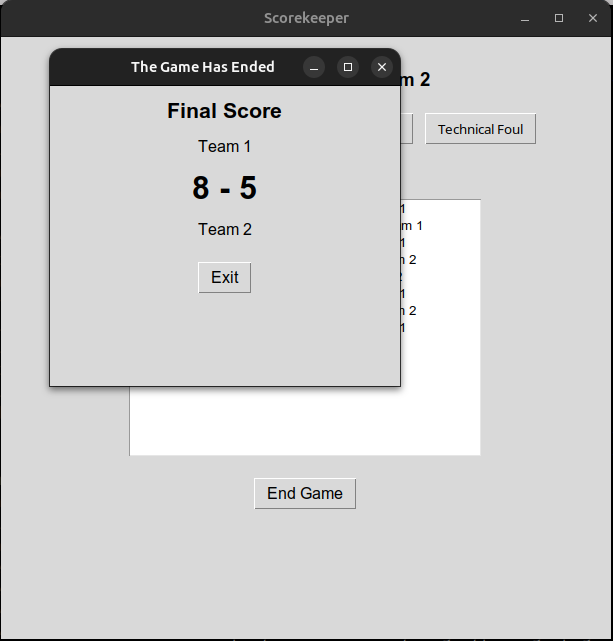 Scorekeeper
The Game Has Ended
Final Score
Team 1
8 - 5
Team 2
Exit
2
Technical Foul
1
1
1
2
2
1
2
1
End Game